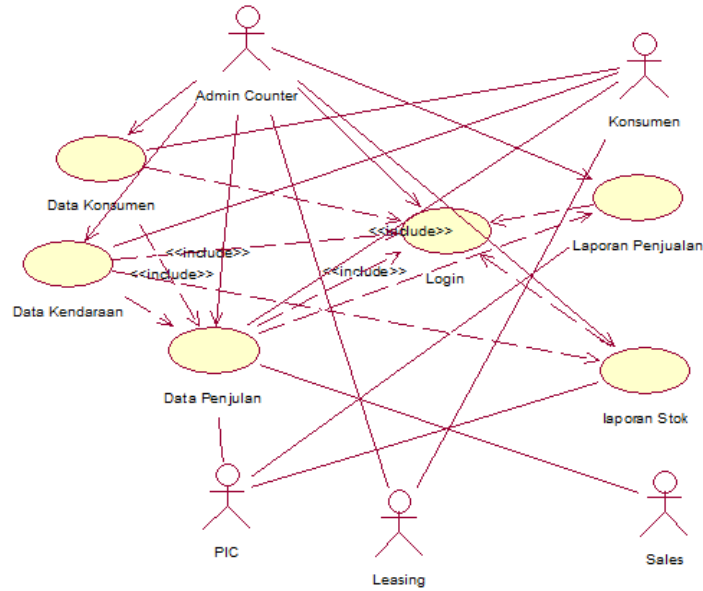 Admin Counter
Konsumen
Data Konsumen
<<include>>
Laporan Penjualan
<<include>>
<<include>>
<<include>>
Login
Data Kendaraan
Data Penjulan
laporan Stok
PIC
Sales
Leasing